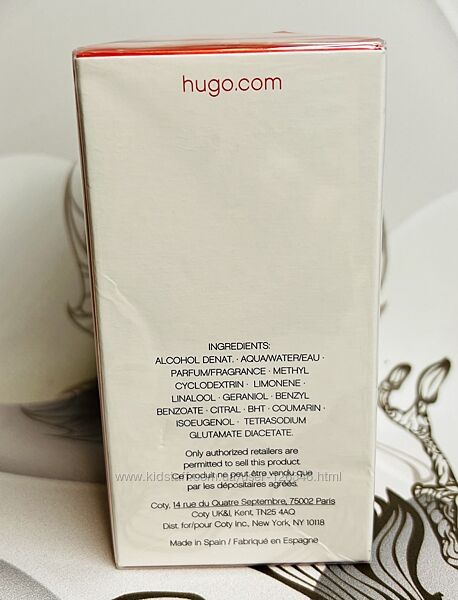 hugo.com
INGREDIENTS:
ALCOHOL DENAT. · AQUA/WATER/EAU ·
PARFUM/FRAGRANCE · METHYL
CYCLODEXTRIN · LIMONENE ·
LINALOOL · GERANIOL · BENZYL
BENZOATE · CITRAL · BHT · COUMARIN ·
ISOEUGENOL · TETRASODIUM
GLUTAMATE DIACETATE.
Only authorized retailers are
permitted to sell this product.
Ce produit ne peut être vendu que
par les dépositaires agréés.
Coty, 14 rue du Quatre Septembre, 75002 Paris
Coty UK&I, Kent, TN25 4AQ
Dist. for/pour Coty Inc., New York, NY 10118
Made in Spain / Fabriqué en Espagne